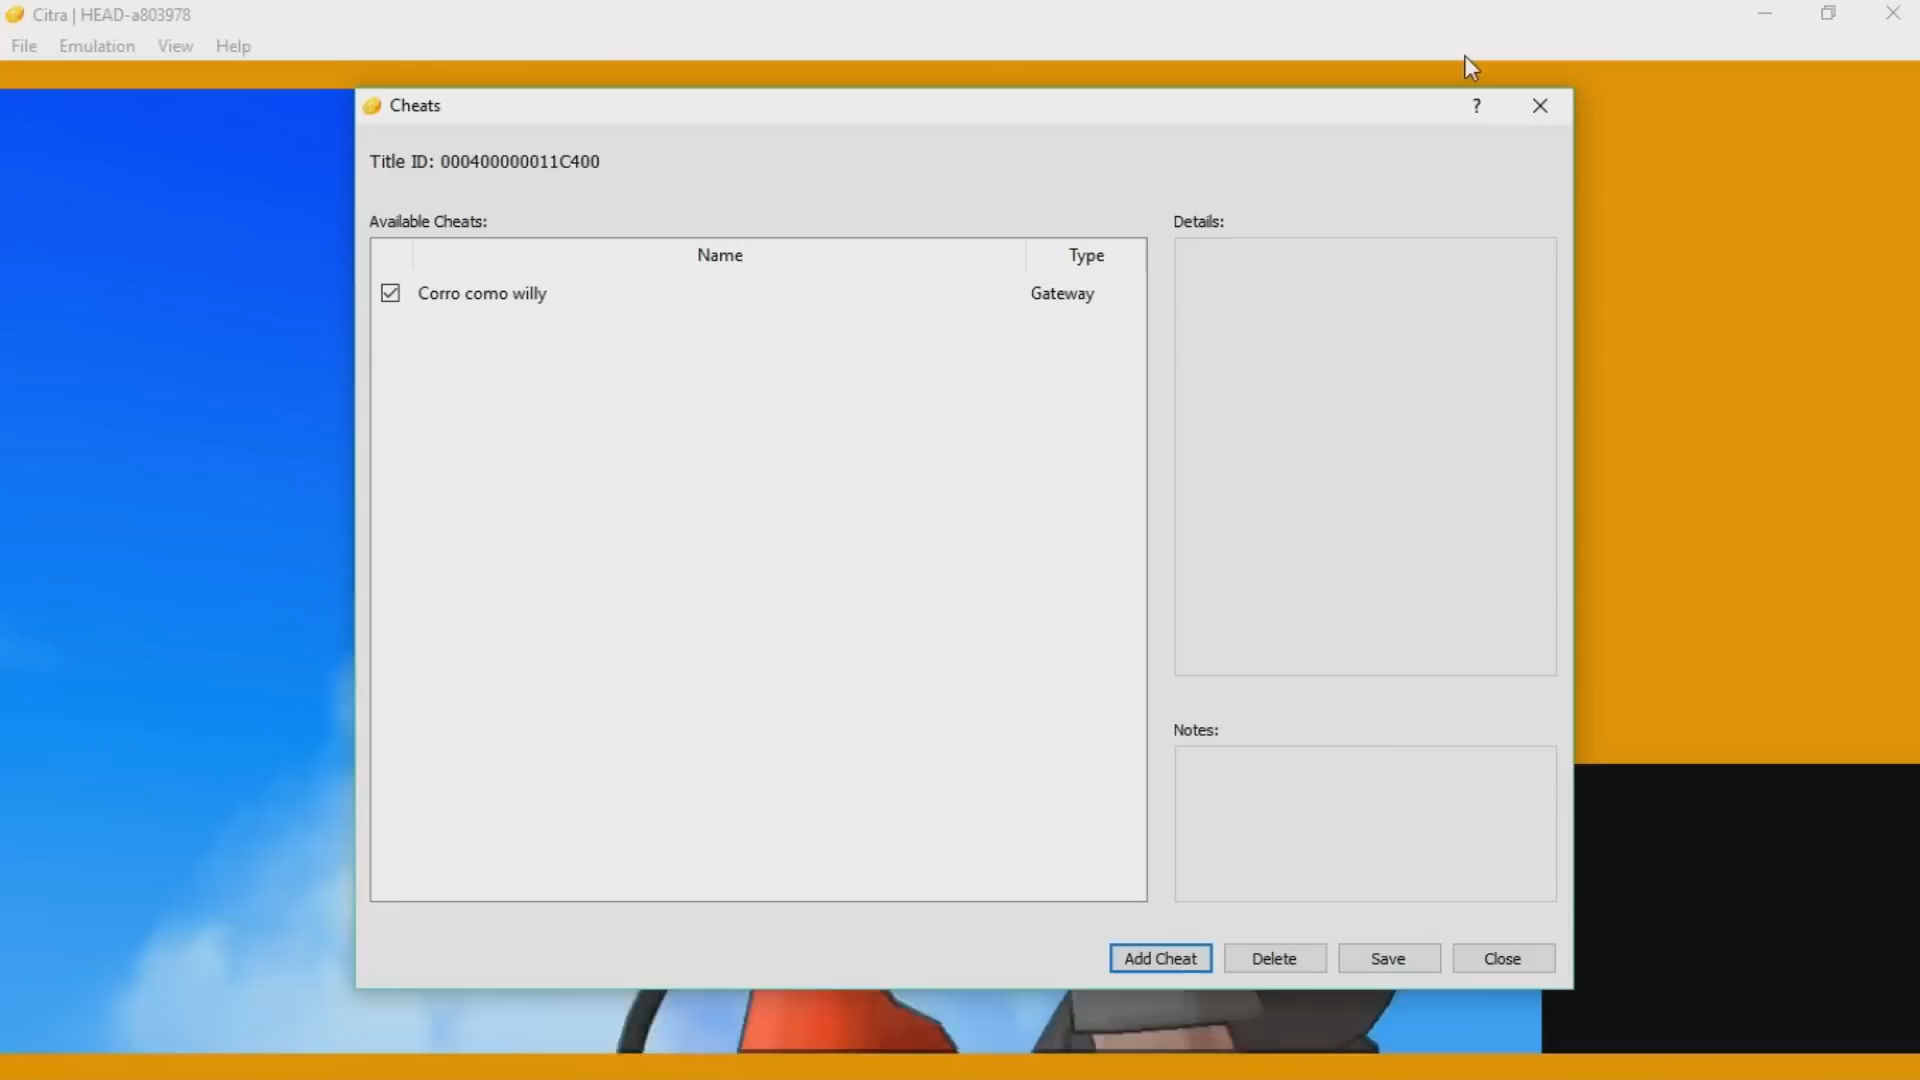 Citra | HEAD-a803978
File Emulation View Help
Cheats
?
Title ID: 000400000011C400
Available Cheats:
Details:
Name Type
Corro como willy Gateway
Notes:
Add Cheat Delete Save Close